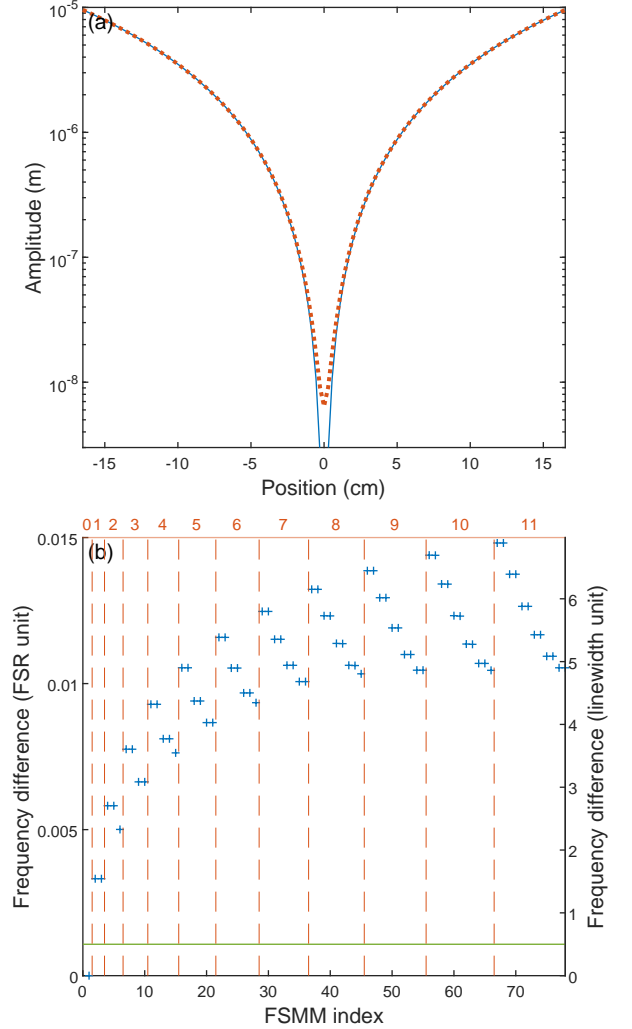 (a)
10^-5
10^-6
10^-7
10^-8
Amplitude (m)
-15 -10 -5 0 5 10 15
Position (cm)
0 1 2 3 4 5 6 7 8 9 10 11
(b)
0.015
0.01
0.005
0
Frequency difference (FSR unit)
6
5
4
3
2
1
0
Frequency difference (linewidth unit)
0 10 20 30 40 50 60 70
FSMM index